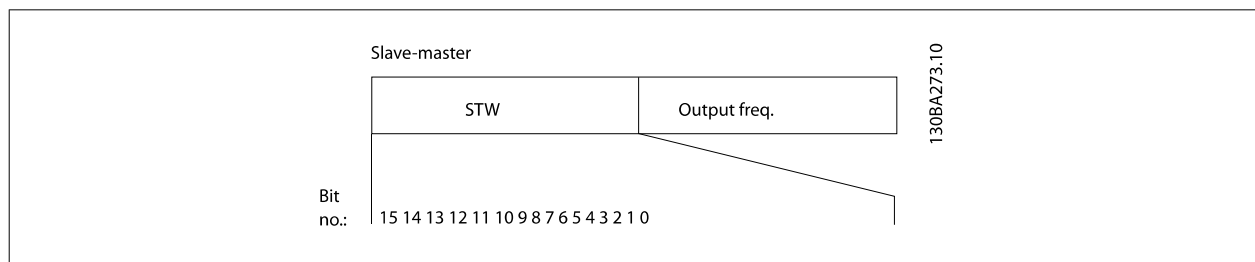 Slave-master
STW
Output freq.
130BA273.10
Bit
no.:
15 14 13 12 11 10 9 8 7 6 5 4 3 2 1 0